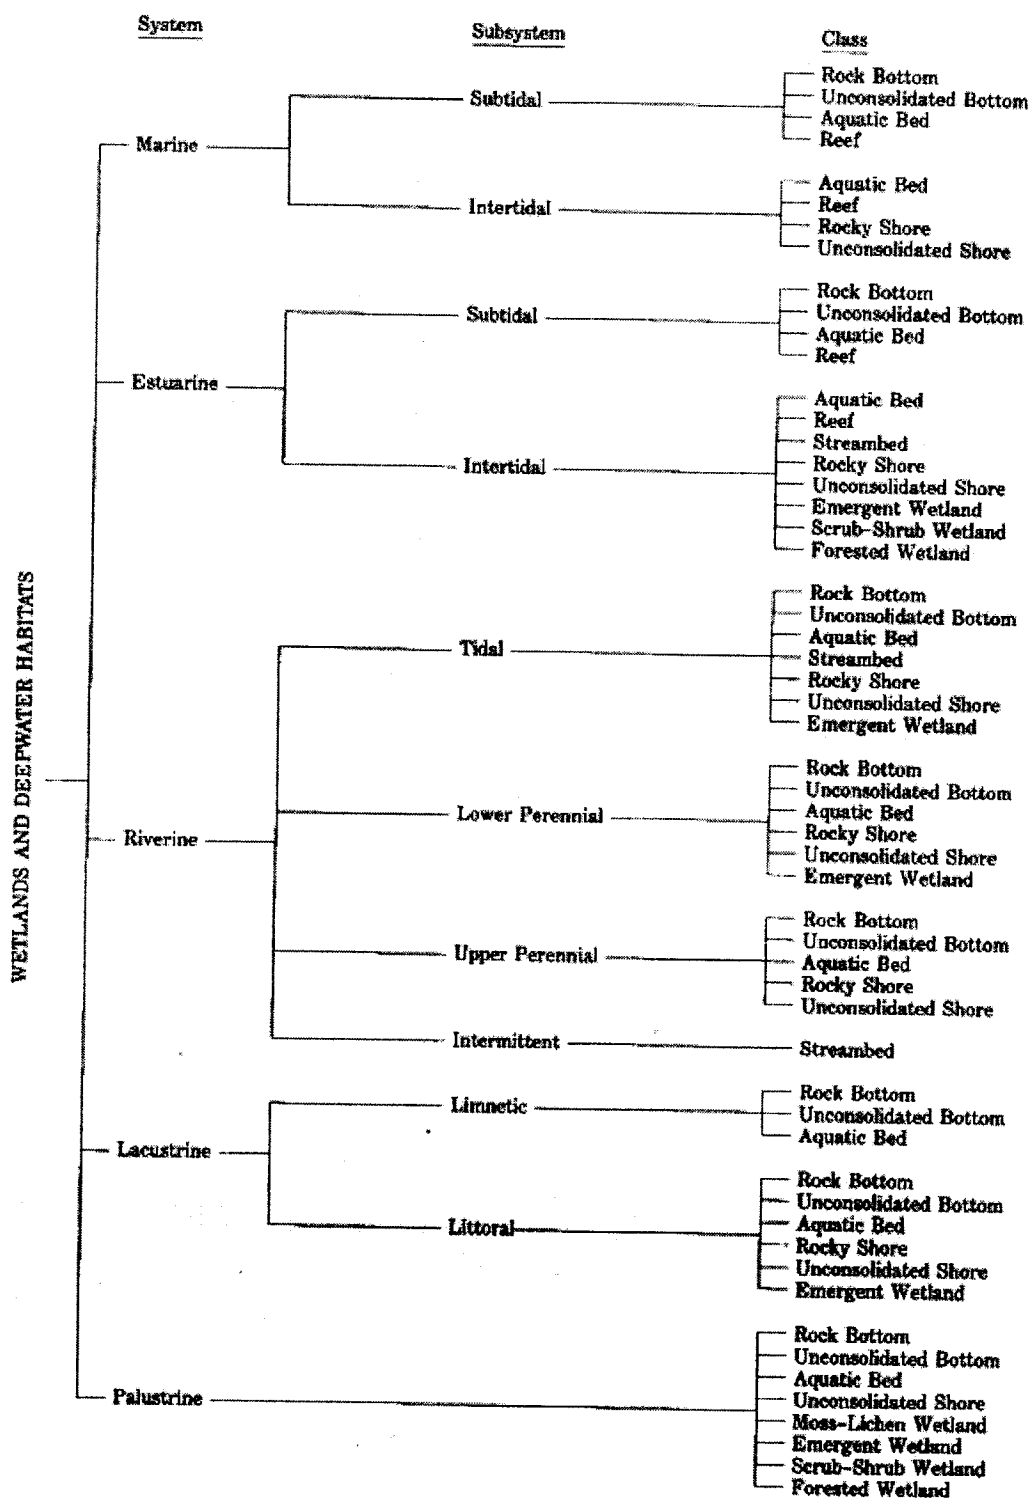 System
Subsystem
Class
WETLANDS AND DEEPWATER HABITATS
Marine
Subtidal
Rock Bottom
Unconsolidated Bottom
Aquatic Bed
Reef
Intertidal
Aquatic Bed
Reef
Rocky Shore
Unconsolidated Shore
Estuarine
Subtidal
Rock Bottom
Unconsolidated Bottom
Aquatic Bed
Reef
Intertidal
Aquatic Bed
Reef
Streambed
Rocky Shore
Unconsolidated Shore
Emergent Wetland
Scrub-Shrub Wetland
Forested Wetland
Riverine
Tidal
Rock Bottom
Unconsolidated Bottom
Aquatic Bed
Streambed
Rocky Shore
Unconsolidated Shore
Emergent Wetland
Lower Perennial
Rock Bottom
Unconsolidated Bottom
Aquatic Bed
Rocky Shore
Unconsolidated Shore
Emergent Wetland
Upper Perennial
Rock Bottom
Unconsolidated Bottom
Aquatic Bed
Rocky Shore
Unconsolidated Shore
Intermittent
Streambed
Lacustrine
Limnetic
Rock Bottom
Unconsolidated Bottom
Aquatic Bed
Littoral
Rock Bottom
Unconsolidated Bottom
Aquatic Bed
Rocky Shore
Unconsolidated Shore
Emergent Wetland
Palustrine
Rock Bottom
Unconsolidated Bottom
Aquatic Bed
Unconsolidated Shore
Moss-Lichen Wetland
Emergent Wetland
Scrub-Shrub Wetland
Forested Wetland